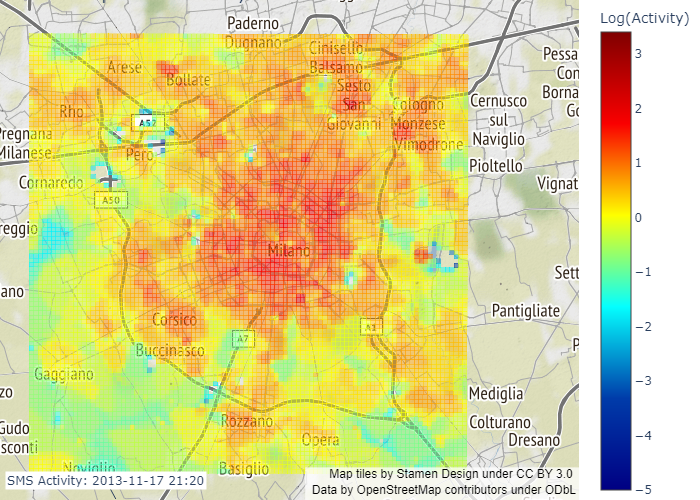 Log(Activity)
Paderno
Dugnano
Cinisello
Balsamo
Arese
Bollate
Sesto
San
Giovanni
Rho
Cologno
Monzese
Vimodrone
Pessa
Con
Borna
Go
Cernusco
sul
Naviglio
A52
Pregnana
Milanese
Pero
Pioltello
Cornaredo
A50
Vignat
reggio
Milano
ano
Sett
Corsico
Pantigliate
A7
A1
P
Buccinasco
Gaggiano
zo
Mediglia
Gudo
sconti
Rozzano
Colturano
Opera
Dresano
Noviglio
Basiglio
SMS Activity: 2013-11-17 21:20
Map tiles by Stamen Design under CC BY 3.0
Data by OpenStreetMap contributors under ODbL
3
2
1
0
−1
−2
−3
−4
−5